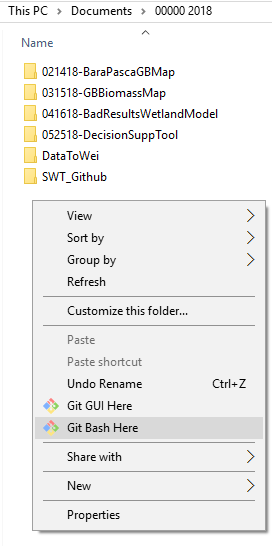 This PC > Documents > 00000 2018
Name
021418-BaraPascaGBMap
031518-GBBiomassMap
041618-BadResultsWetlandModel
052518-DecisionSuppTool
DataToWei
SWT_Github
View
Sort by
Group by
Refresh
Customize this folder...
Paste
Paste shortcut
Undo Rename Ctrl+Z
Git GUI Here
Git Bash Here
Share with
New
Properties